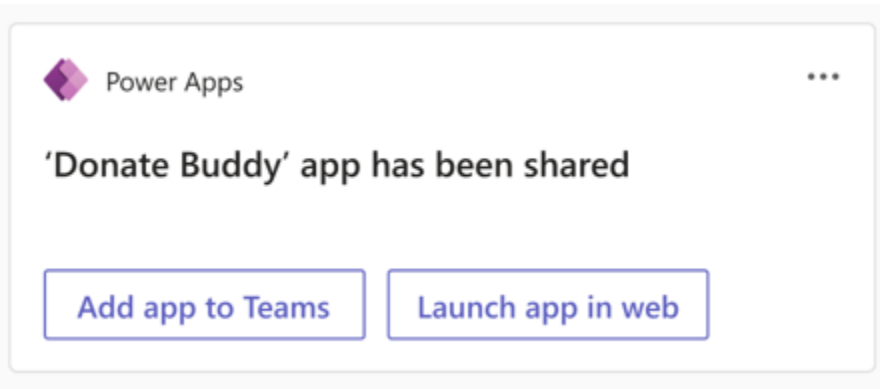 Power Apps
‘Donate Buddy’ app has been shared
Add app to Teams
Launch app in web